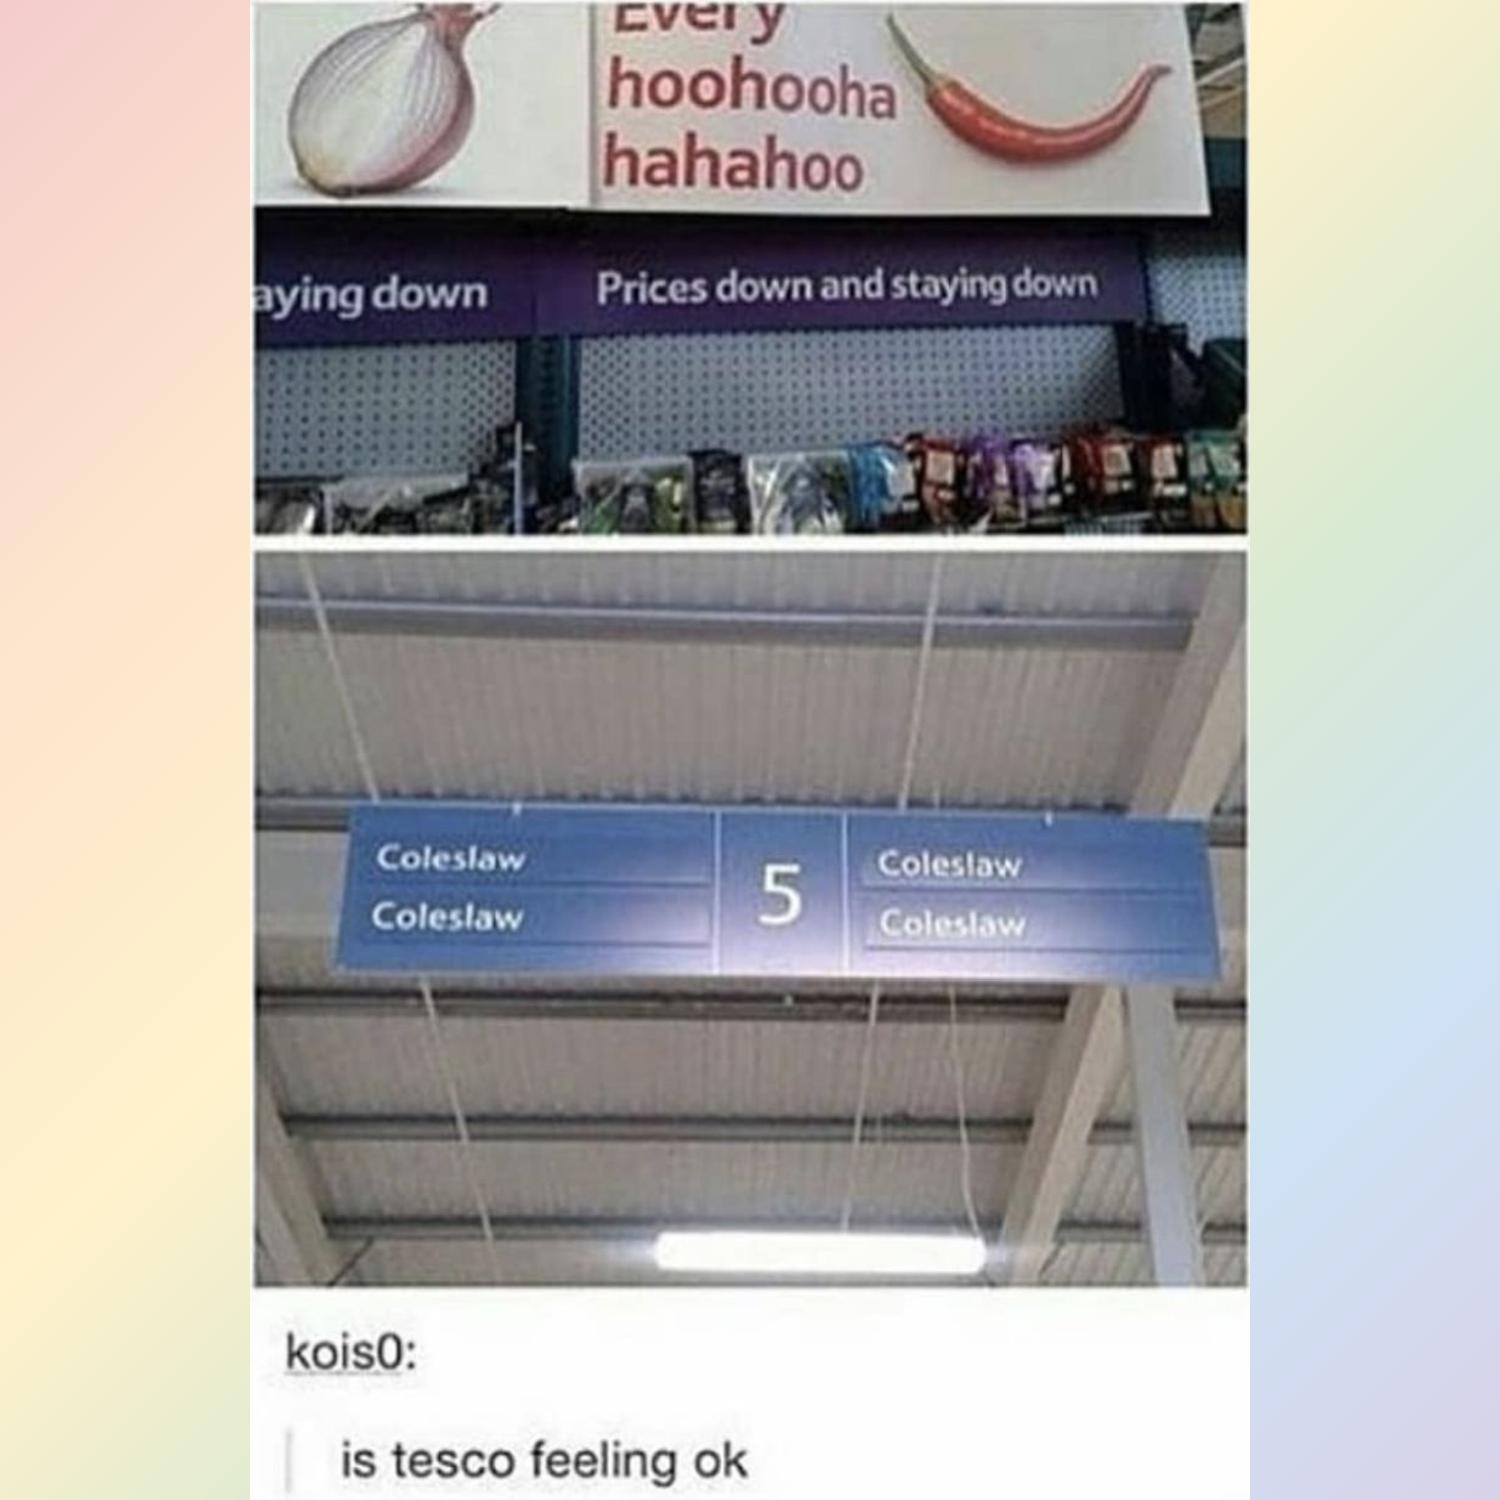 Every
hoohooha
hahahoo
aying down
Prices down and staying down
Coleslaw
Coleslaw
5
Coleslaw
Coleslaw
kois0:
is tesco feeling ok